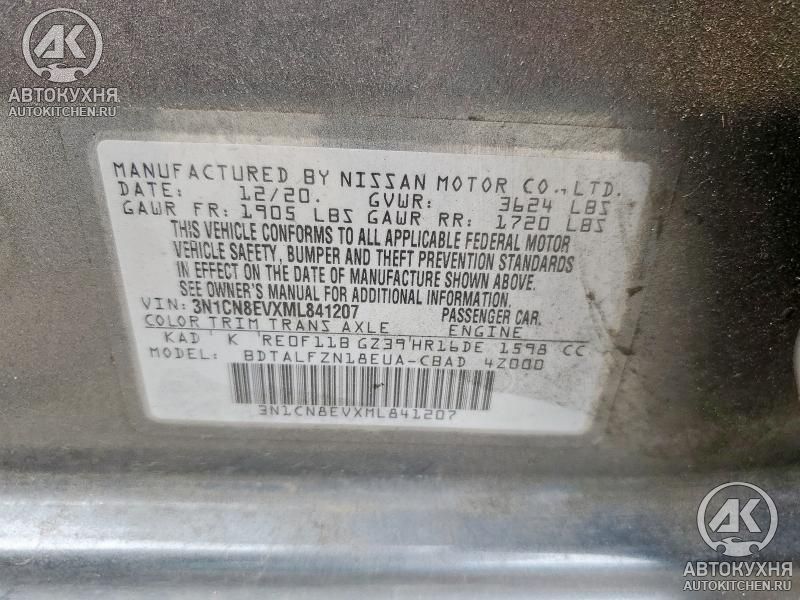 AK
АВТОКУХНЯ
AUTOKITCHEN.RU
MANUFACTURED BY NISSAN MOTOR CO., LTD.
DATE: 12/20. GVWR: 3624 LBS
GAWR FR: 1905 LBS GAWR RR: 1720 LBS
THIS VEHICLE CONFORMS TO ALL APPLICABLE FEDERAL MOTOR
VEHICLE SAFETY, BUMPER AND THEFT PREVENTION STANDARDS
IN EFFECT ON THE DATE OF MANUFACTURE SHOWN ABOVE.
SEE OWNER'S MANUAL FOR ADDITIONAL INFORMATION.
VIN: 3N1CN8EVXML841207 PASSENGER CAR.
COLOR TRIM TRANS AXLE ENGINE
KAD K RE0F11B GZ39 HR16DE 1598 CC
MODEL: BDTALFZN18EUA-CBAD 4Z000
3N1CN8EVXML841207
AK
АВТОКУХНЯ
AUTOKITCHEN.RU